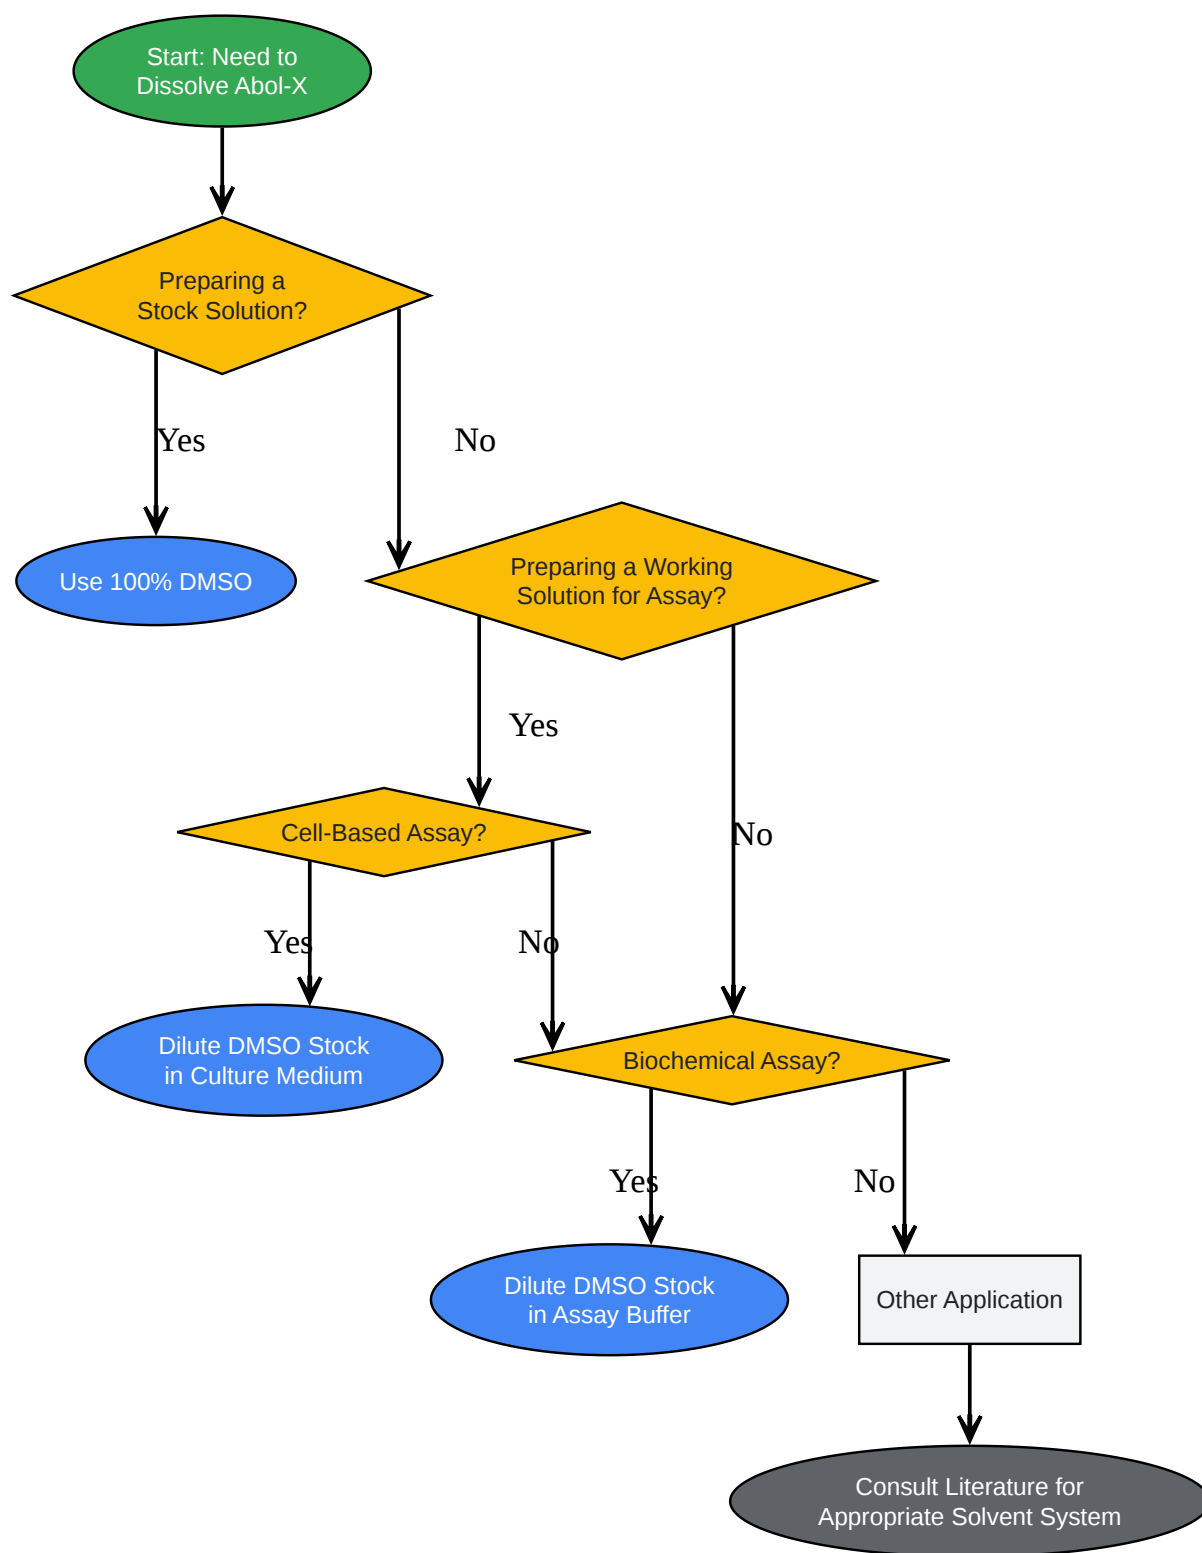 Start: Need to
Dissolve Abol-X
Preparing a
Stock Solution?
Yes
No
Use 100% DMSO
Preparing a Working
Solution for Assay?
Yes
No
Cell-Based Assay?
Yes
No
Dilute DMSO Stock
in Culture Medium
Biochemical Assay?
Yes
No
Dilute DMSO Stock
in Assay Buffer
Other Application
Consult Literature for
Appropriate Solvent System